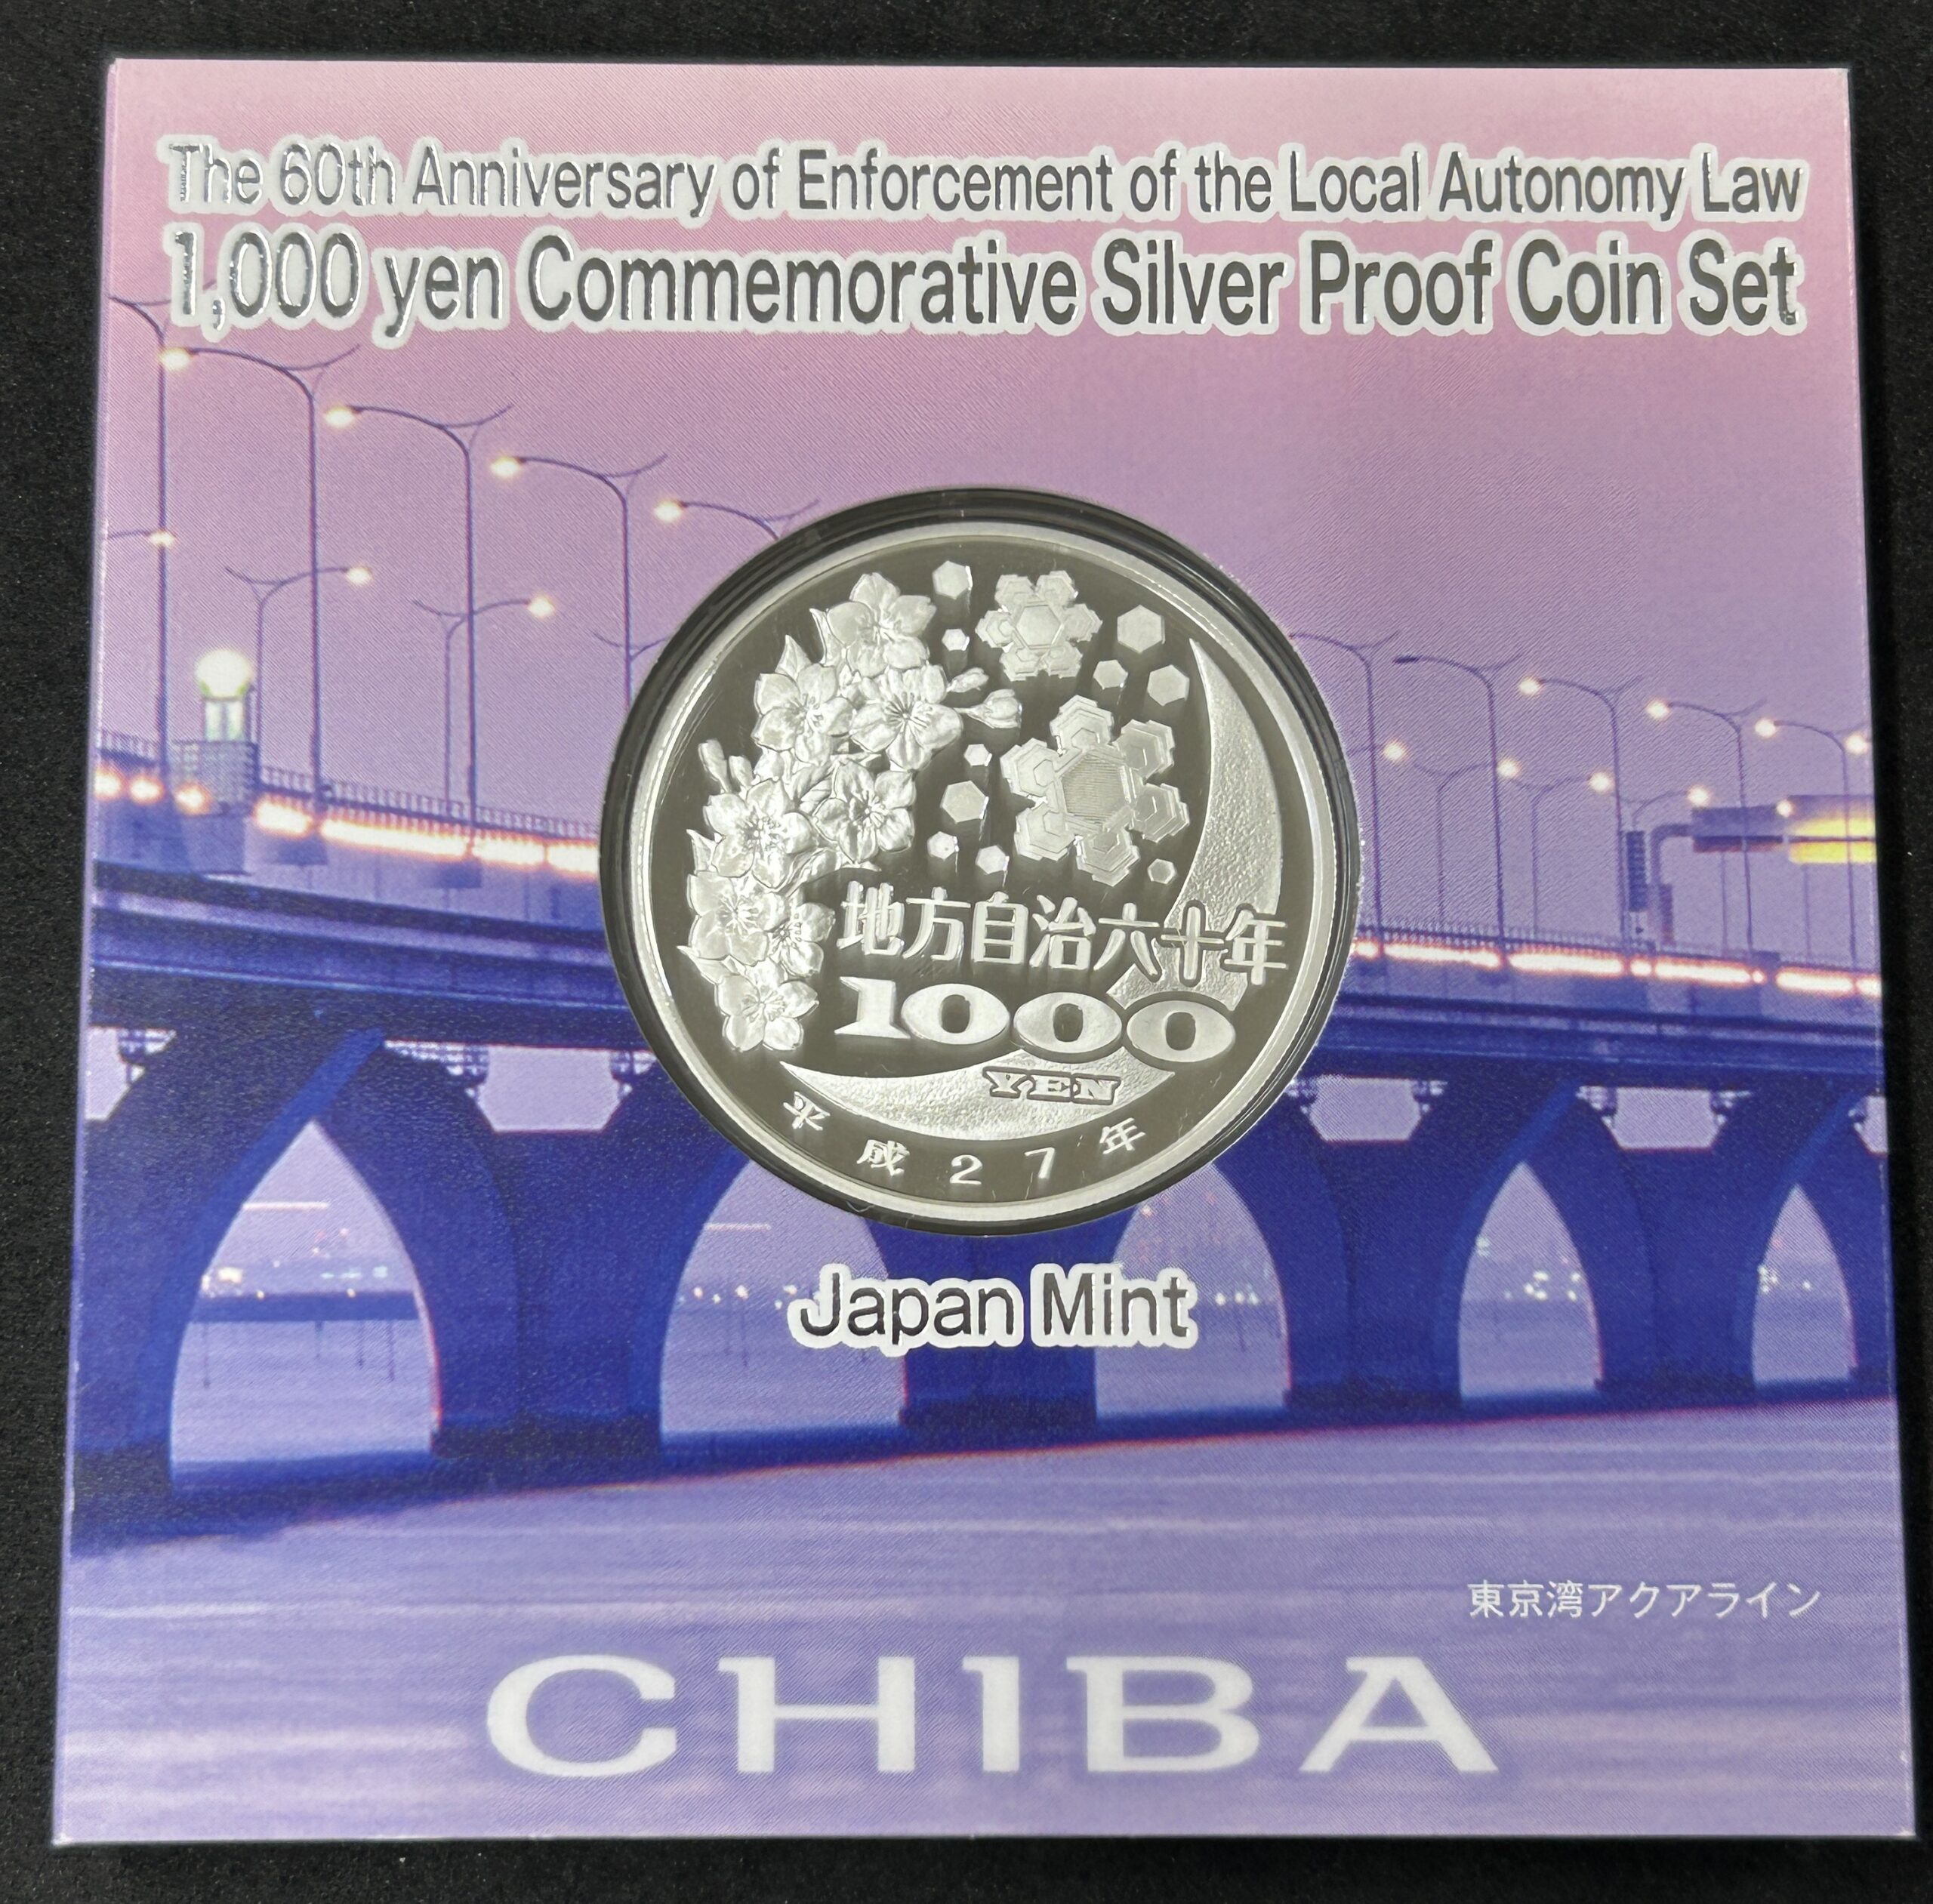 The 60th Anniversary of Enforcement of the Local Autonomy Law
1,000 yen Commemorative Silver Proof Coin Set
地方自治六十年
1000
YEN
平成27年
Japan Mint
東京湾アクアライン
CHIBA